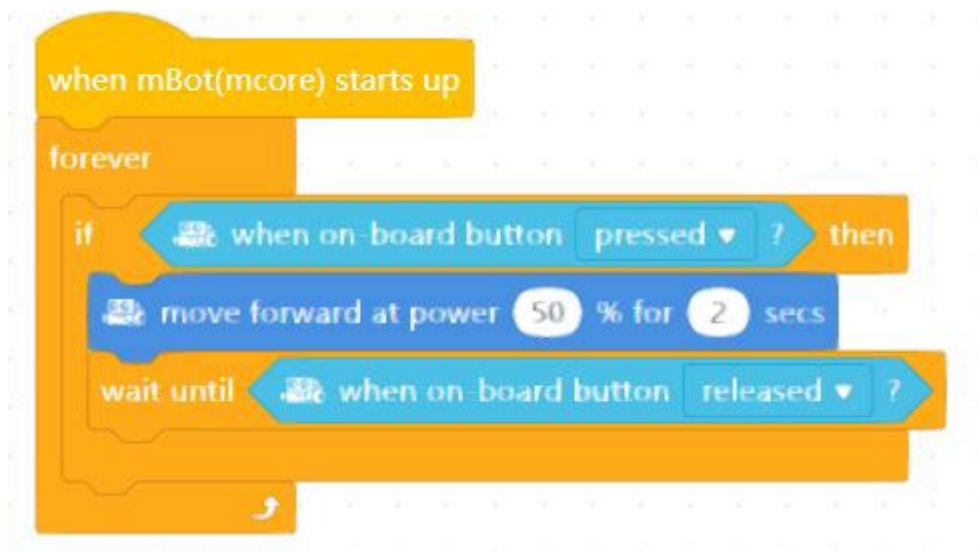 when mBot(mcore) starts up
forever
if when on-board button pressed ? then
move forward at power 50 % for 2 secs
wait until when on-board button released ?